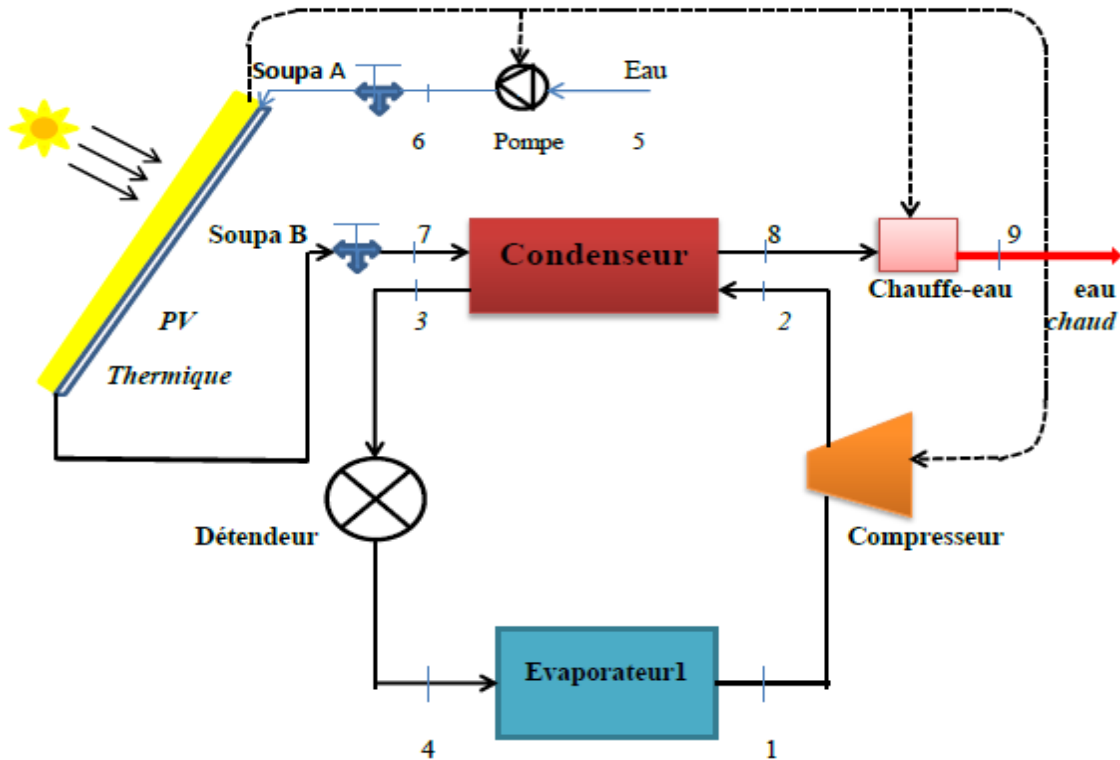 Soupa A
Eau
6
Pompe
5
Soupa B
7
Condenseur
8
9
Chauffe-eau
eau
chaud
3
2
PV
Thermique
Détendeur
Compresseur
Evaporateur1
4
1